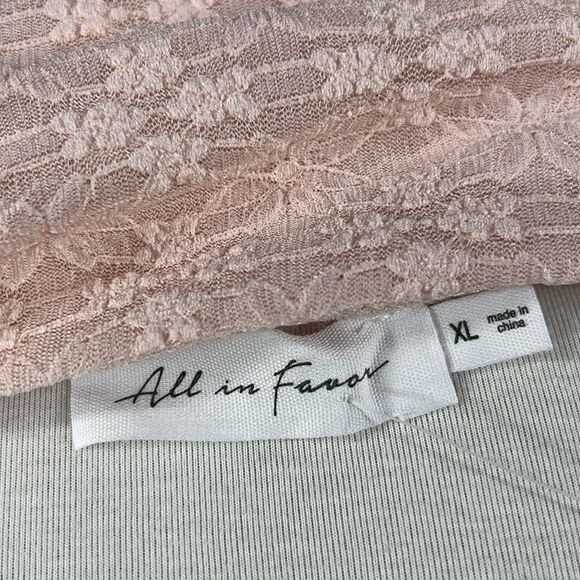 All in Favor
XL
made in
china